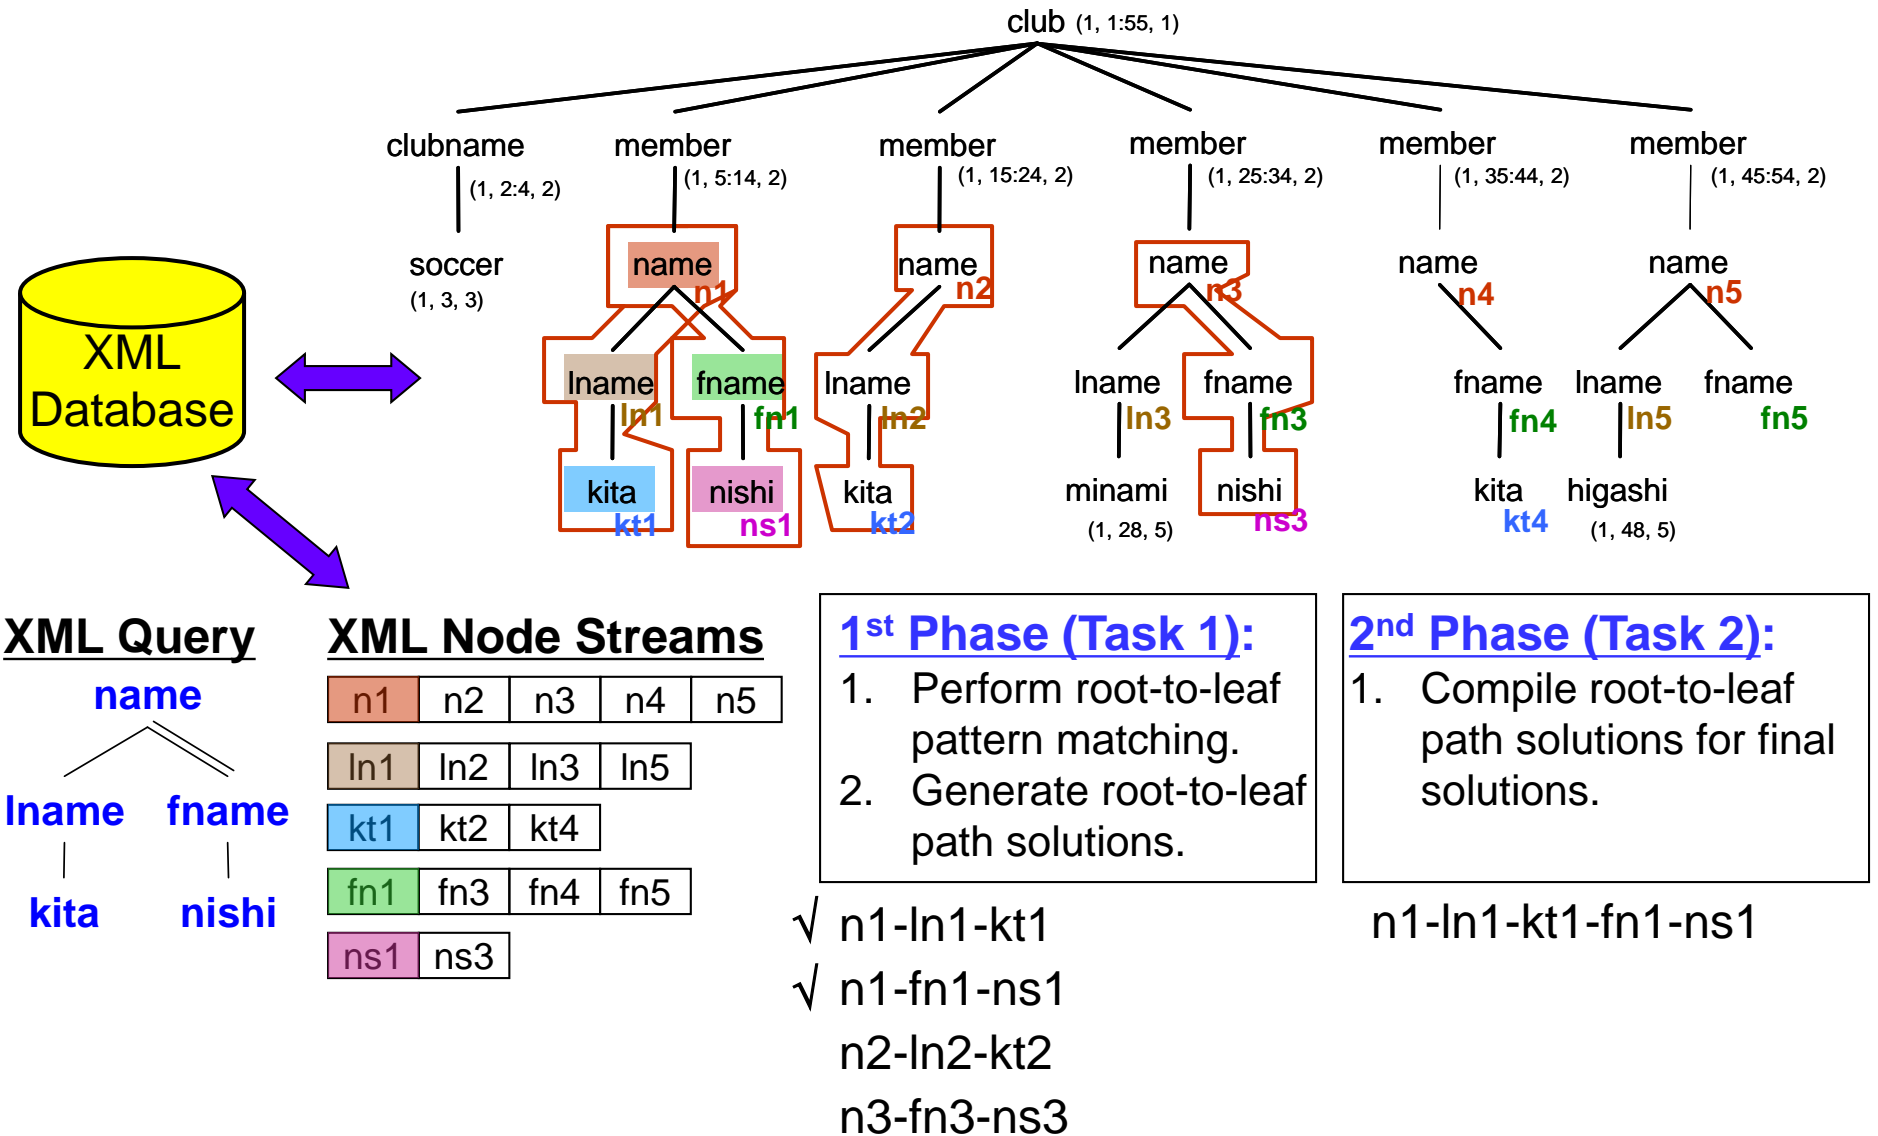 club (1, 1:55, 1)
clubname member member member member member
(1, 2:4, 2) (1, 5:14, 2) (1, 15:24, 2) (1, 25:34, 2) (1, 35:44, 2) (1, 45:54, 2)
soccer name name name name name
(1, 3, 3) n1 n2 n3 n4 n5
XML
Database
lname fname lname lname fname fname lname fname
ln1 fn1 ln2 ln3 fn3 fn4 ln5 fn5
kita nishi kita minami nishi kita higashi
kt1 ns1 kt2 (1, 28, 5) ns3 kt4 (1, 48, 5)
XML Query
name
lname fname
kita nishi
XML Node Streams
n1 n2 n3 n4 n5
ln1 ln2 ln3 ln5
kt1 kt2 kt4
fn1 fn3 fn4 fn5
ns1 ns3
1st Phase (Task 1):
1. Perform root-to-leaf
pattern matching.
2. Generate root-to-leaf
path solutions.
√ n1-ln1-kt1
√ n1-fn1-ns1
n2-ln2-kt2
n3-fn3-ns3
2nd Phase (Task 2):
1. Compile root-to-leaf
path solutions for final
solutions.
n1-ln1-kt1-fn1-ns1